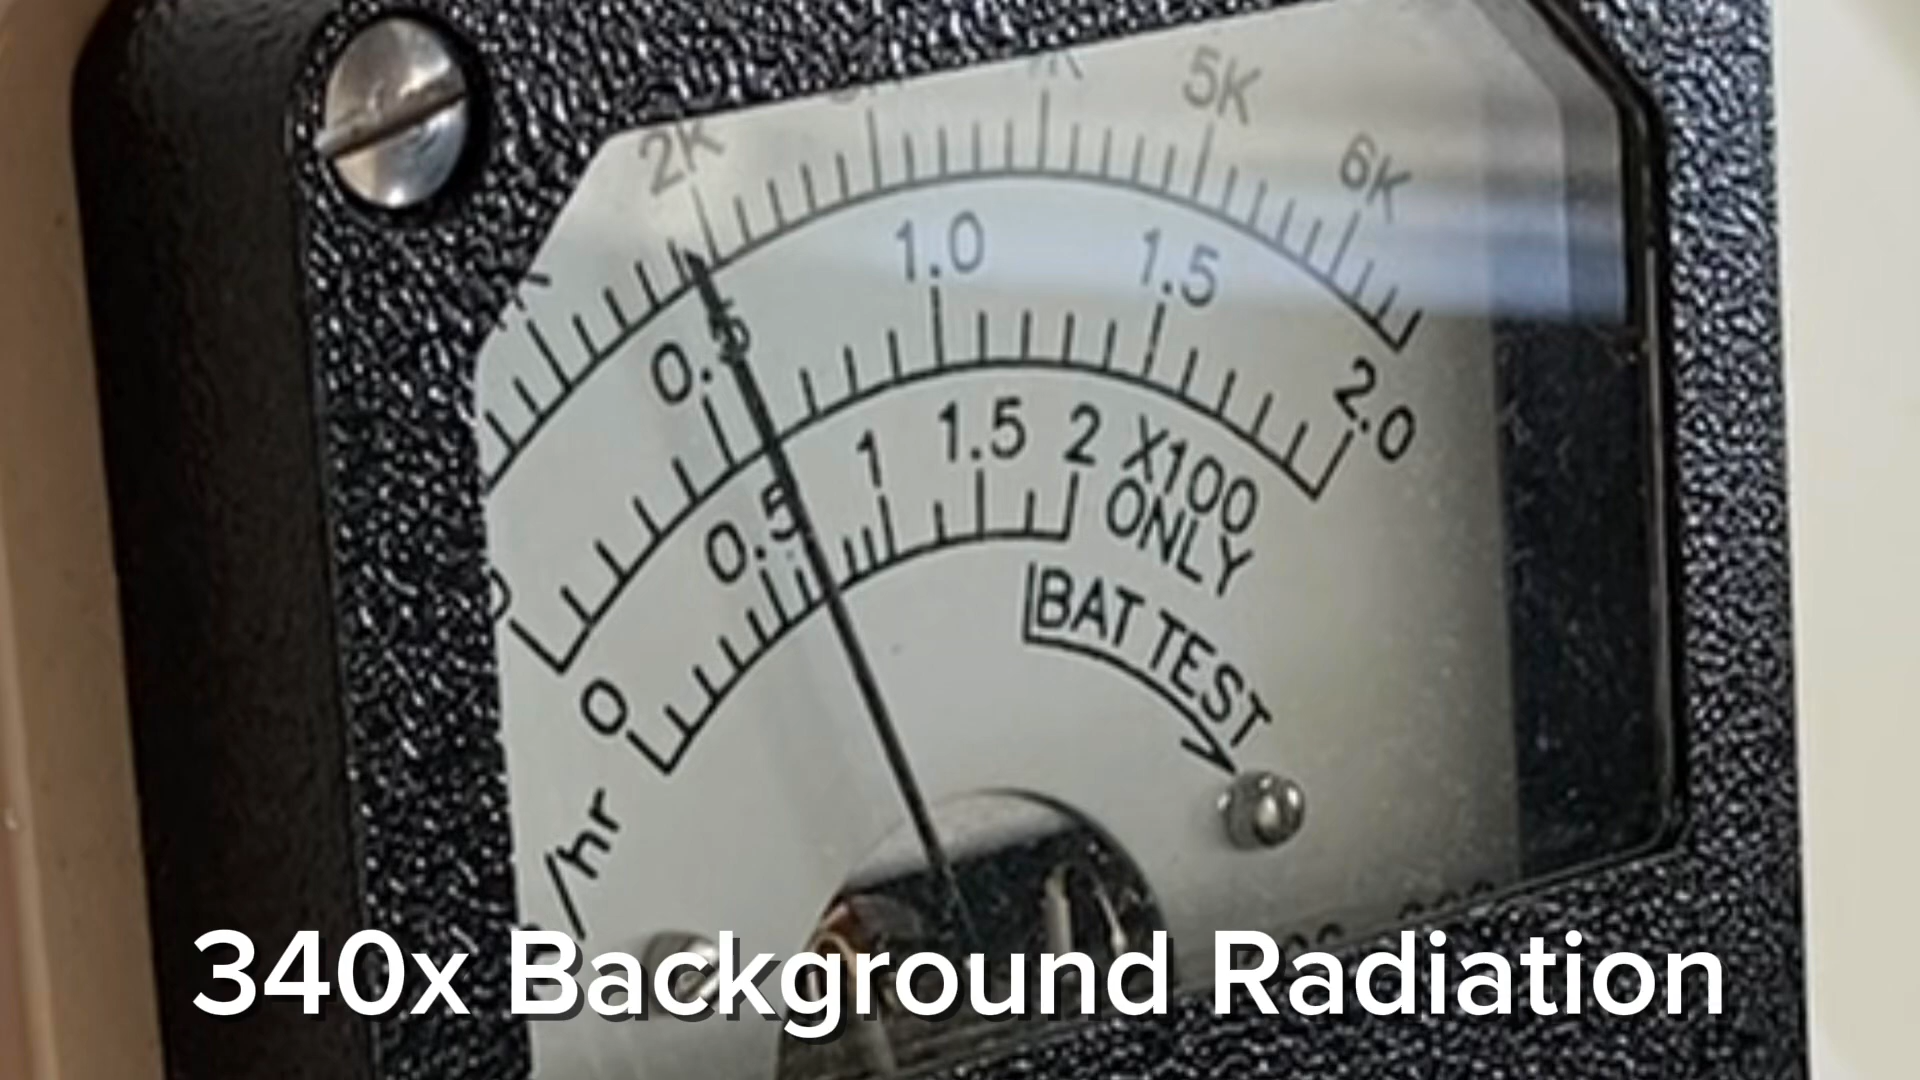 2K
5K
6K
0.5
1.0
1.5
2.0
0
0.5
1
1.5
2
X100
ONLY
BAT TEST
/hr
340x Background Radiation